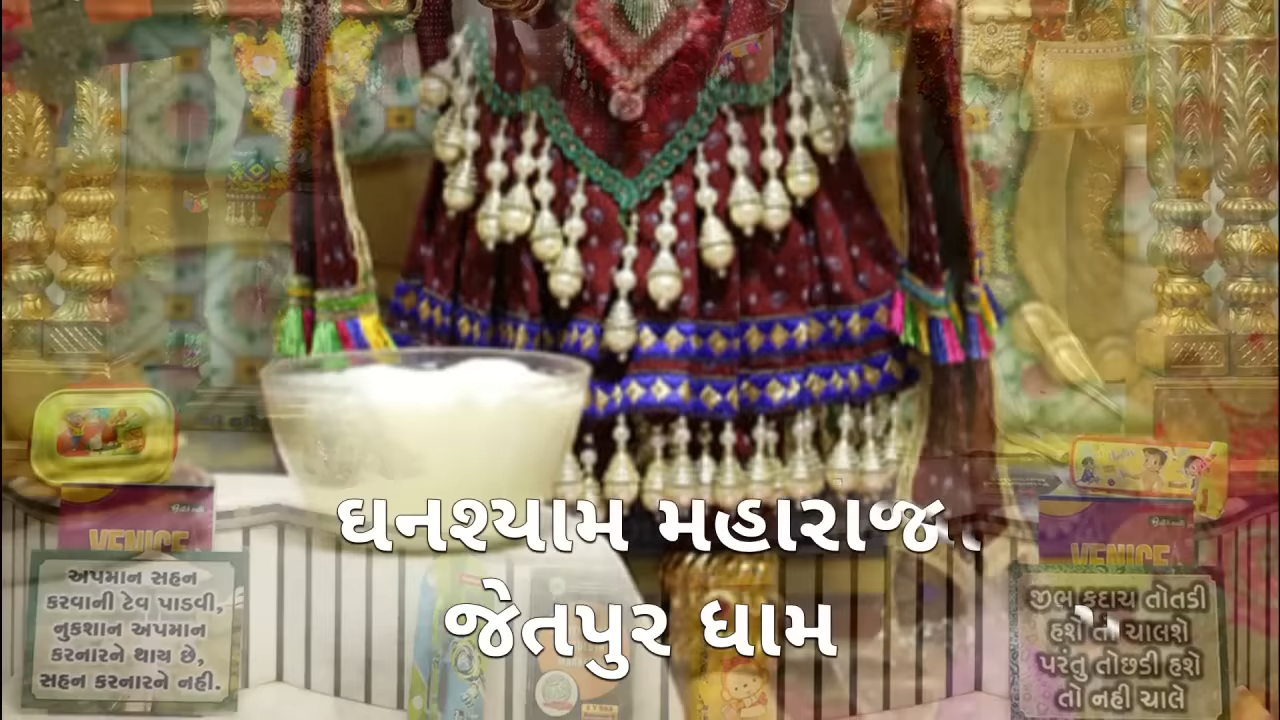 ઘનશ્યામ મહારાજ
જેતપુર ધામ
અપમાન સહન
કરવાની ટેવ પાડવી,
નુકશાન અપમાન
કરનારને થાય છે,
સહન કરનારને નહી.
જીભ કદાચ તોતડી
હશે તો ચાલશે
પરંતુ તોછડી હશે
તો નહી ચાલે
VENICE
VENICE